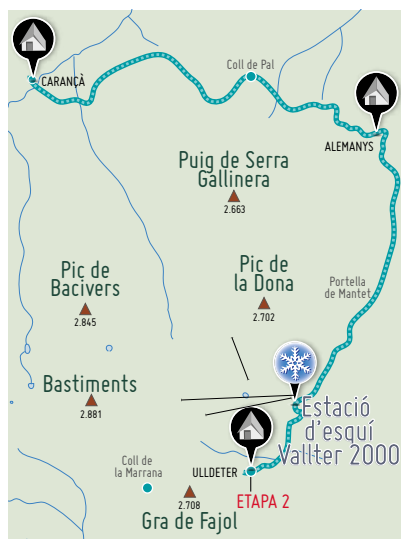 Coll de Pal
CARANÇÀ
ALEMANYS
Puig de Serra
Gallinera
2.663
Pic de
Bacivers
2.845
Pic de
la Dona
2.702
Portella
de Mantet
Bastiments
2.881
Estació
d'esquí
Vallter 2000
Coll de
la Marrana
ULLDETER
ETAPA 2
2.708
Gra de Fajol